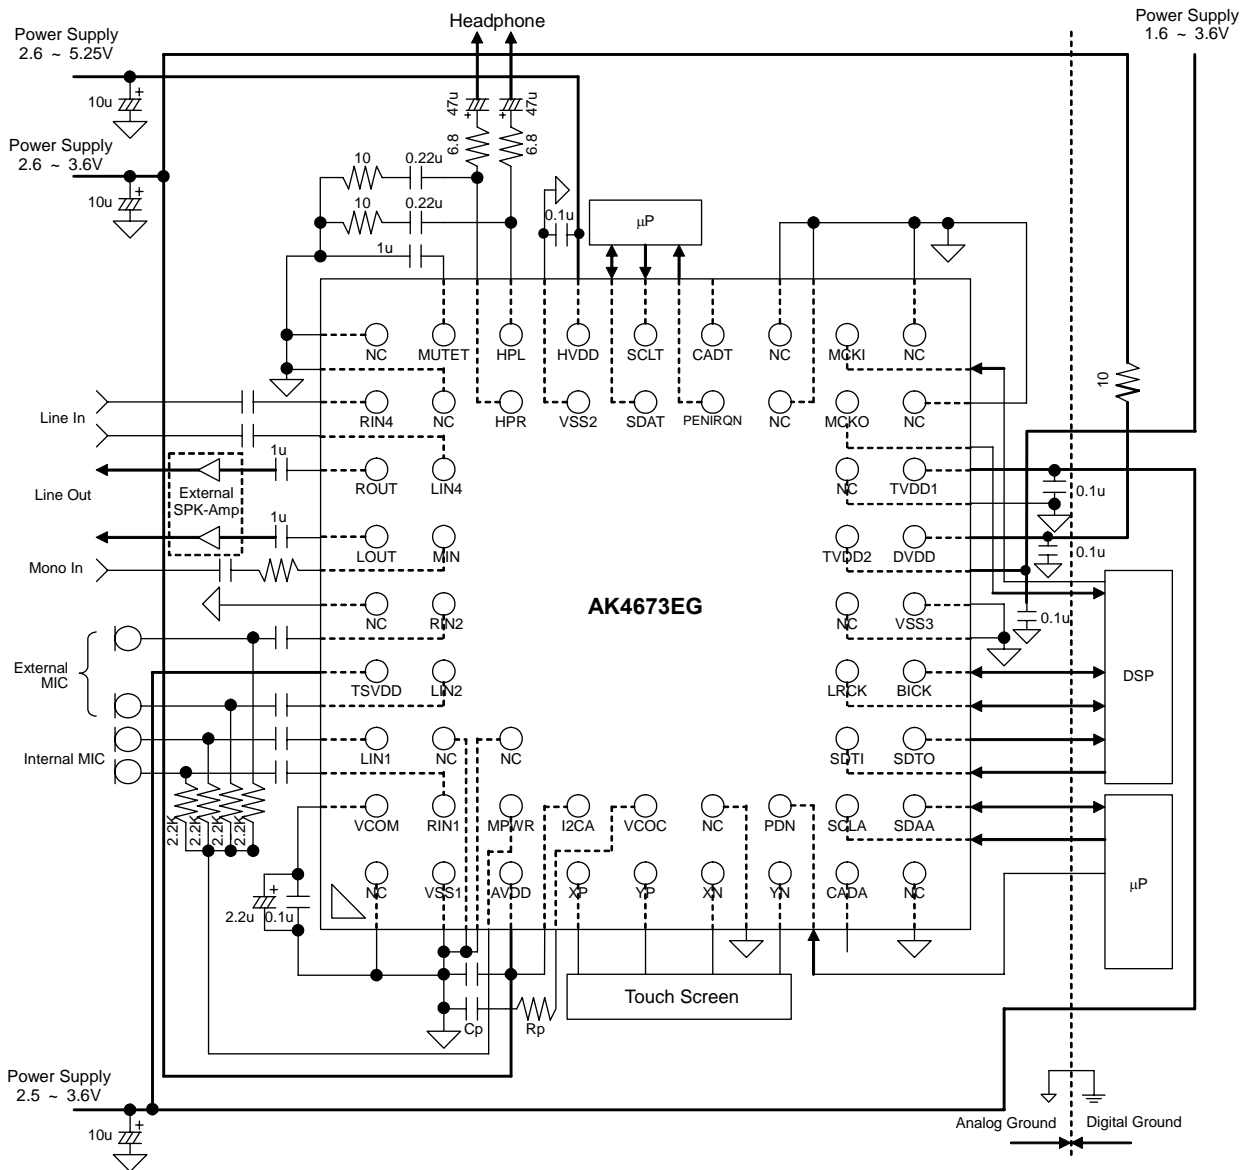 Headphone
Power Supply
1.6 ~ 3.6V
Power Supply
2.6 ~ 5.25V
10u
+
47u
+
47u
+
6.8
6.8
Power Supply
2.6 ~ 3.6V
10u
+
10
0.22u
10
0.22u
1u
0.1u
μP
NC
MUTET
HPL
HVDD
SCLT
CADT
NC
MCKI
NC
10
Line In
RIN4
NC
HPR
VSS2
SDAT
PENIRQN
NC
MCKO
NC
1u
Line Out
External
SPK-Amp
ROUT
LIN4
NC
TVDD1
0.1u
1u
LOUT
MIN
TVDD2
DVDD
0.1u
Mono In
AK4673EG
NC
RIN2
NC
VSS3
0.1u
External
MIC
TSVDD
LIN2
LRCK
BICK
DSP
Internal MIC
LIN1
NC
NC
SDTI
SDTO
2.2K
2.2K
2.2K
2.2K
VCOM
RIN1
MPWR
I2CA
VCOC
NC
PDN
SCLA
SDAA
μP
+
2.2u
0.1u
NC
VSS1
AVDD
XP
YP
XN
YN
CADA
NC
Touch Screen
Cp
Rp
Power Supply
2.5 ~ 3.6V
10u
+
Analog Ground
Digital Ground